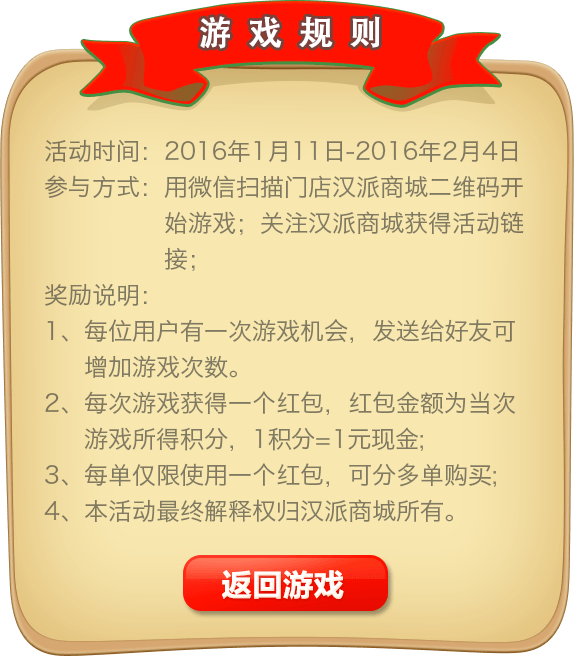 游戏规则
活动时间：2016年1月11日-2016年2月4日
参与方式：用微信扫描门店汉派商城二维码开
始游戏；关注汉派商城获得活动链
接；
奖励说明：
1、每位用户有一次游戏机会，发送给好友可
增加游戏次数。
2、每次游戏获得一个红包，红包金额为当次
游戏所得积分，1积分=1元现金;
3、每单仅限使用一个红包，可分多单购买;
4、本活动最终解释权归汉派商城所有。
返回游戏